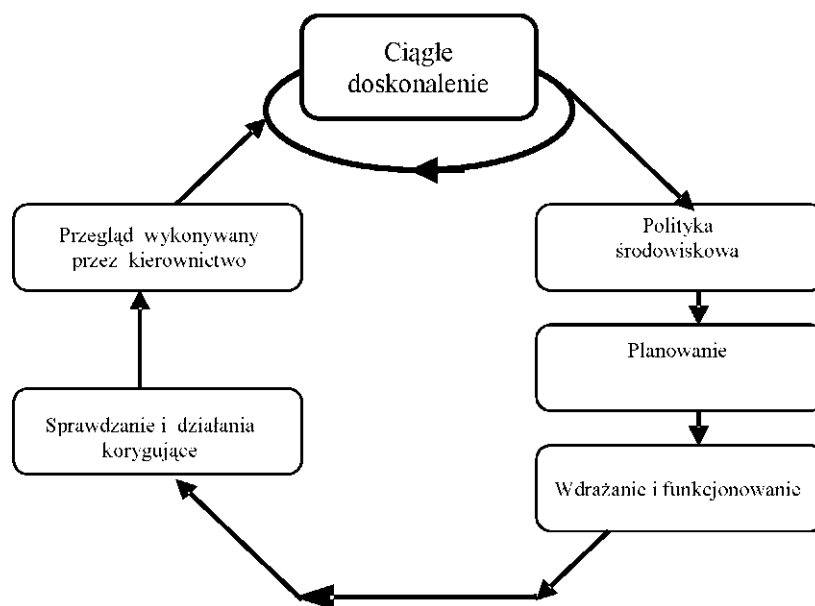 Ciągłe
doskonalenie
Polityka
środowiskowa
Planowanie
Wdrażanie i funkcjonowanie
Sprawdzanie i działania
korygujące
Przegląd wykonywany
przez kierownictwo